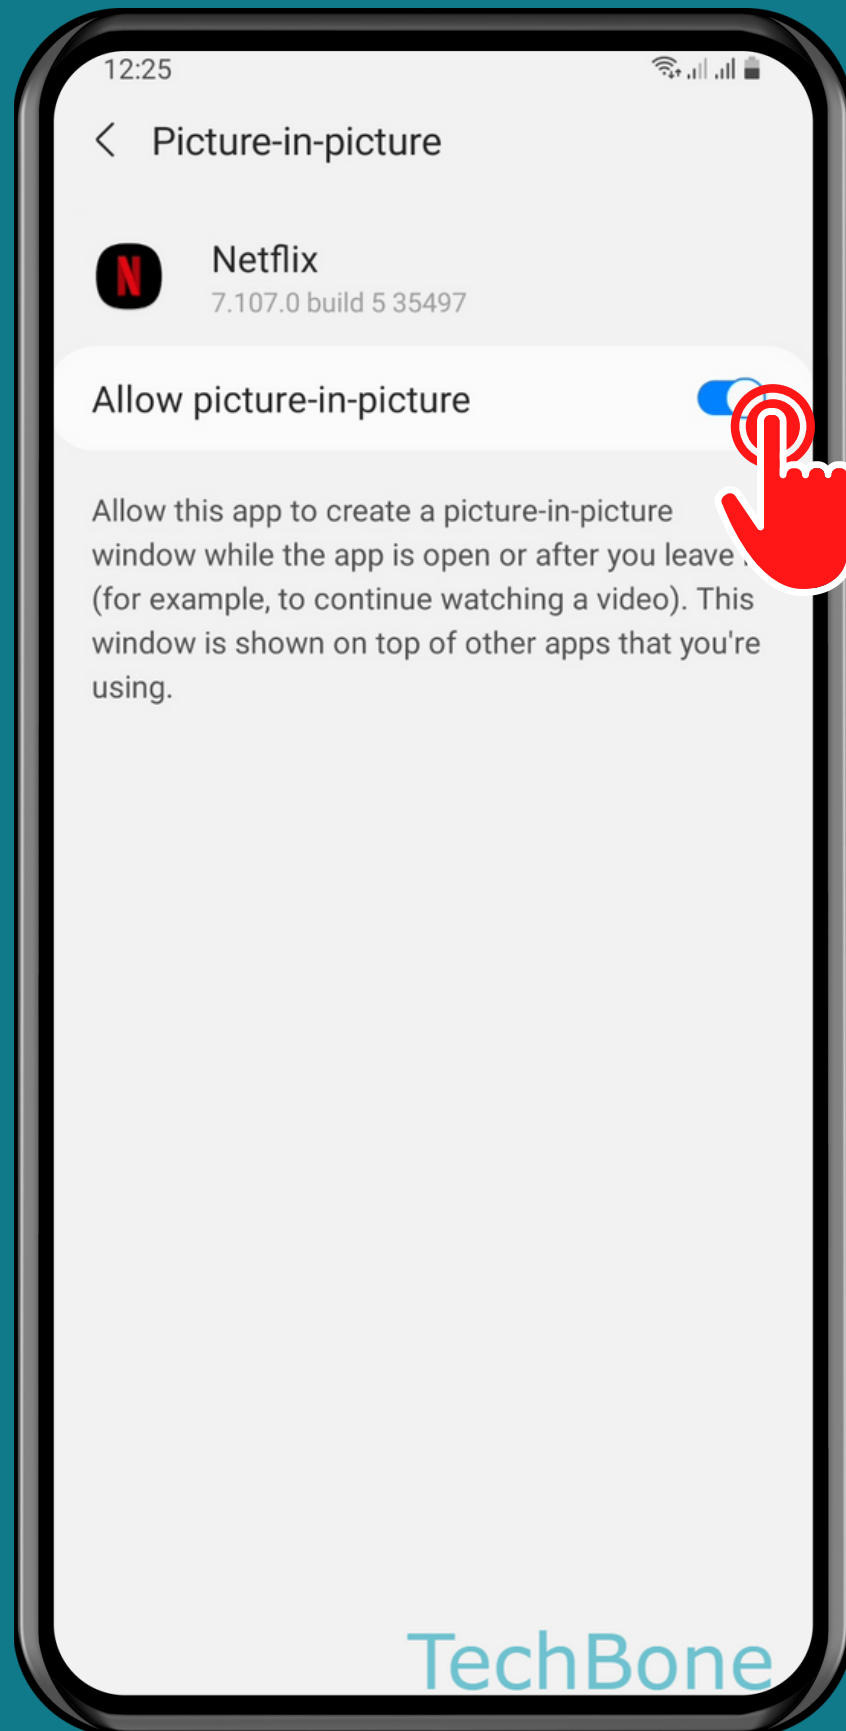 12:25
Picture-in-picture
N
Netflix
7.107.0 build 5 35497
Allow picture-in-picture
Allow this app to create a picture-in-picture
window while the app is open or after you leave
(for example, to continue watching a video). This
window is shown on top of other apps that you're
using.
TechBone